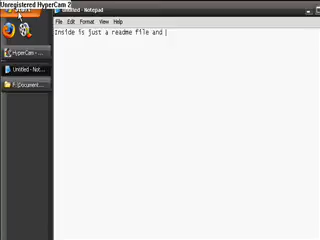 Unregistered HyperCam 2
Untitled - Notepad
File Edit Format View Help
Inside is just a readme file and
HyperCam - ...
Untitled - Not...
F:\Document...